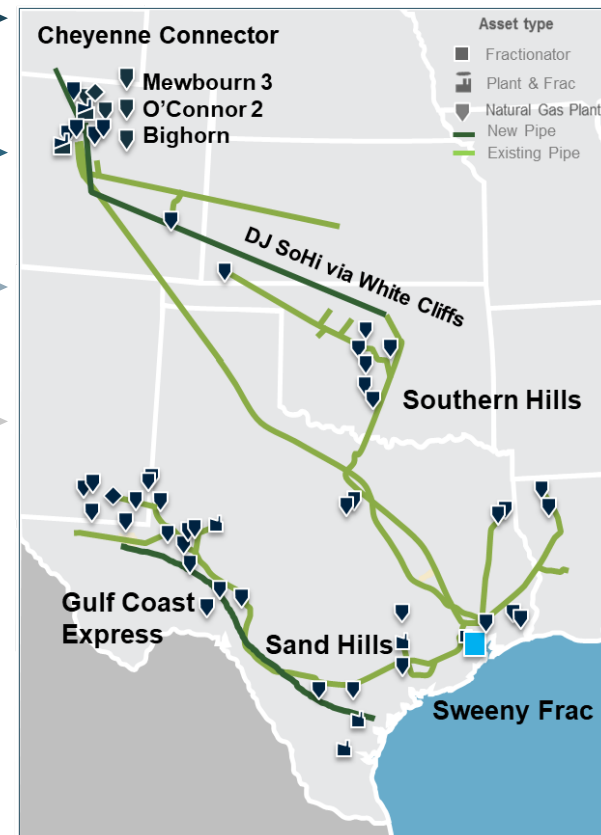 Cheyenne Connector
Asset type
Fractionator
Plant & Frac
Natural Gas Plant
New Pipe
Existing Pipe
Mewbourn 3
O'Connor 2
Bighorn
DJ SoHi via White Cliffs
Southern Hills
Gulf Coast
Express
Sand Hills
Sweeny Frac